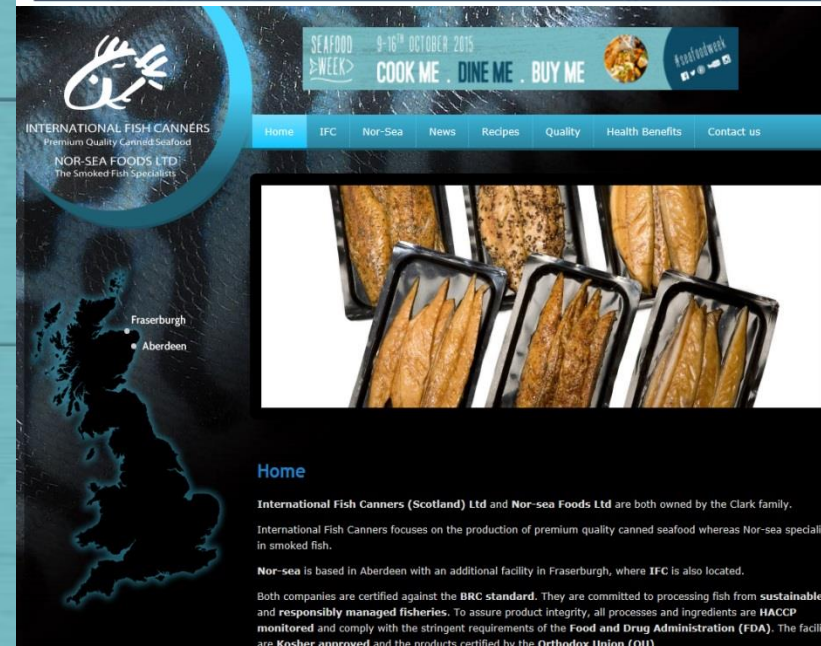 SEAFOOD
WEEK
9-16TH OCTOBER 2015
COOK ME . DINE ME . BUY ME
#seafoodweek
INTERNATIONAL FISH CANNERS
Premium Quality Canned Seafood
NOR-SEA FOODS LTD
The Smoked Fish Specialists
Home IFC Nor-Sea News Recipes Quality Health Benefits Contact us
Fraserburgh
Aberdeen
Home
International Fish Canners (Scotland) Ltd and Nor-sea Foods Ltd are both owned by the Clark family.
International Fish Canners focuses on the production of premium quality canned seafood whereas Nor-sea speciali
in smoked fish.
Nor-sea is based in Aberdeen with an additional facility in Fraserburgh, where IFC is also located.
Both companies are certified against the BRC standard. They are committed to processing fish from sustainable
and responsibly managed fisheries. To assure product integrity, all processes and ingredients are HACCP
monitored and comply with the stringent requirements of the Food and Drug Administration (FDA). The facili
are Kosher approved and the products certified by the Orthodox Union (OU)